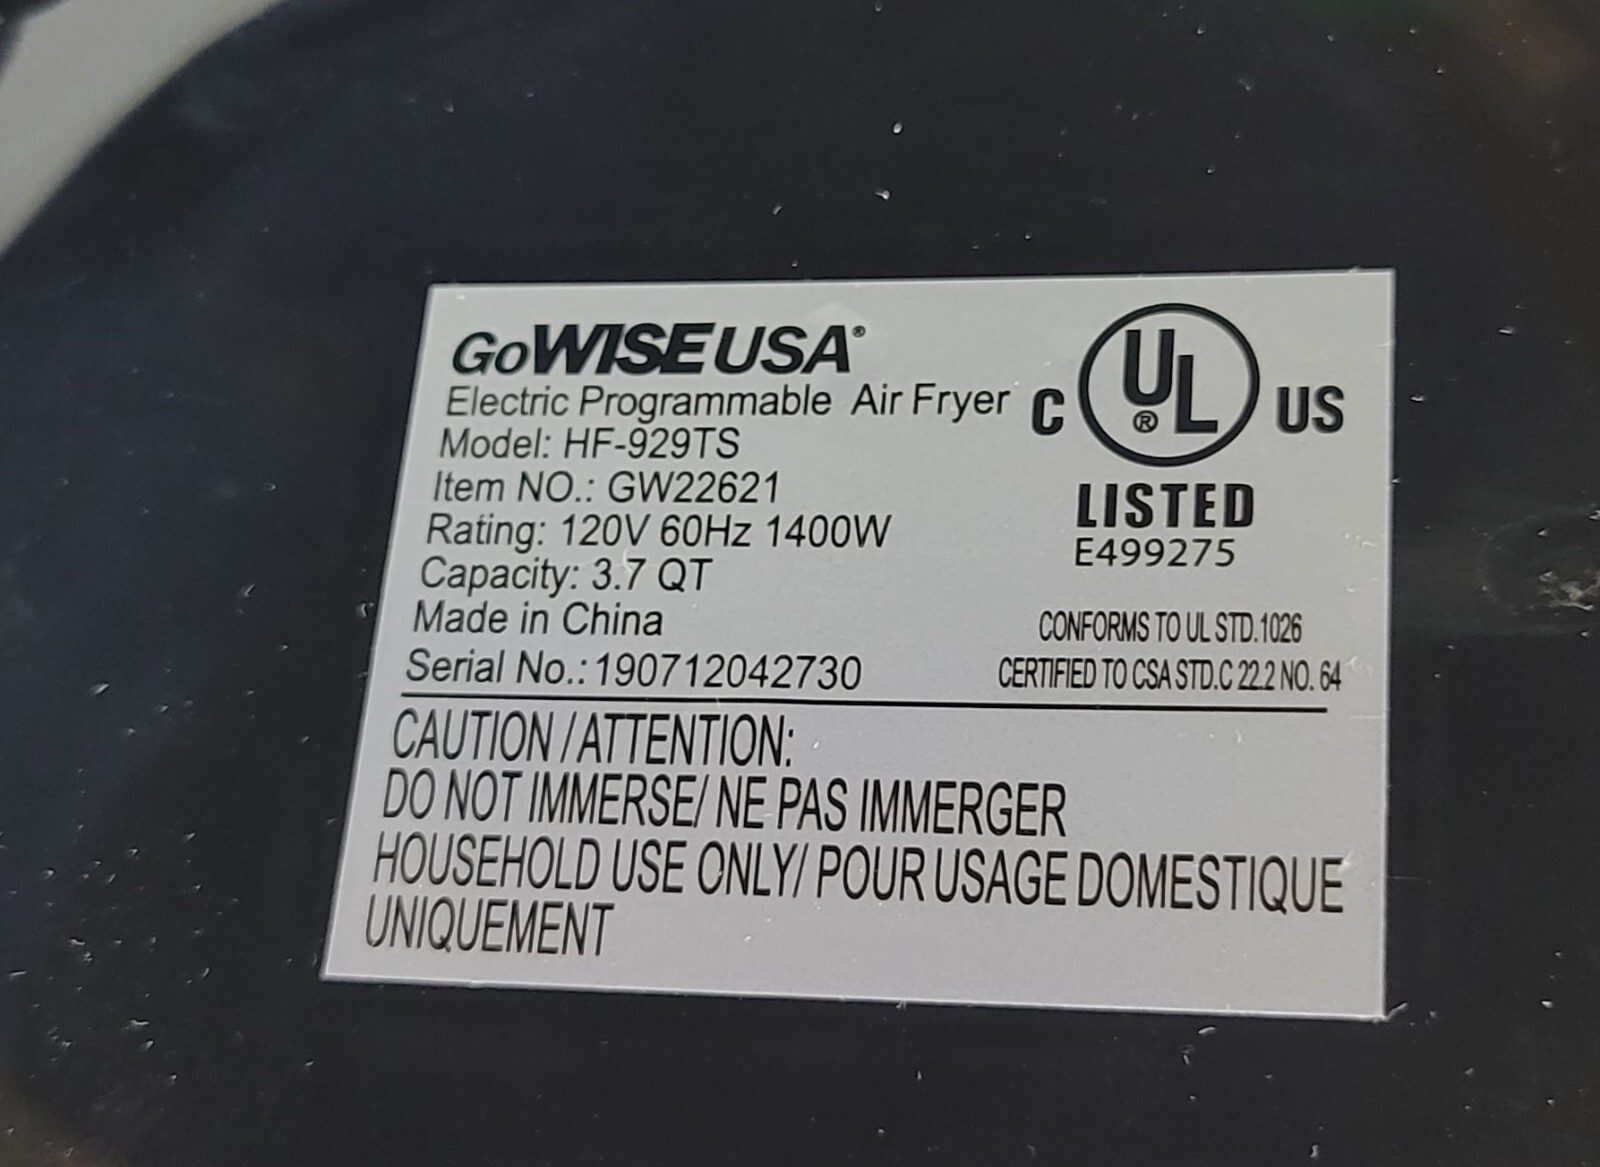 GoWISEUSA®
Electric Programmable Air Fryer
Model: HF-929TS
Item NO.: GW22621
Rating: 120V 60Hz 1400W
Capacity: 3.7 QT
Made in China
Serial No.: 190712042730
C UL® US
LISTED
E499275
CONFORMS TO UL STD.1026
CERTIFIED TO CSA STD.C 22.2 NO. 64
CAUTION /ATTENTION:
DO NOT IMMERSE/ NE PAS IMMERGER
HOUSEHOLD USE ONLY/ POUR USAGE DOMESTIQUE
UNIQUEMENT